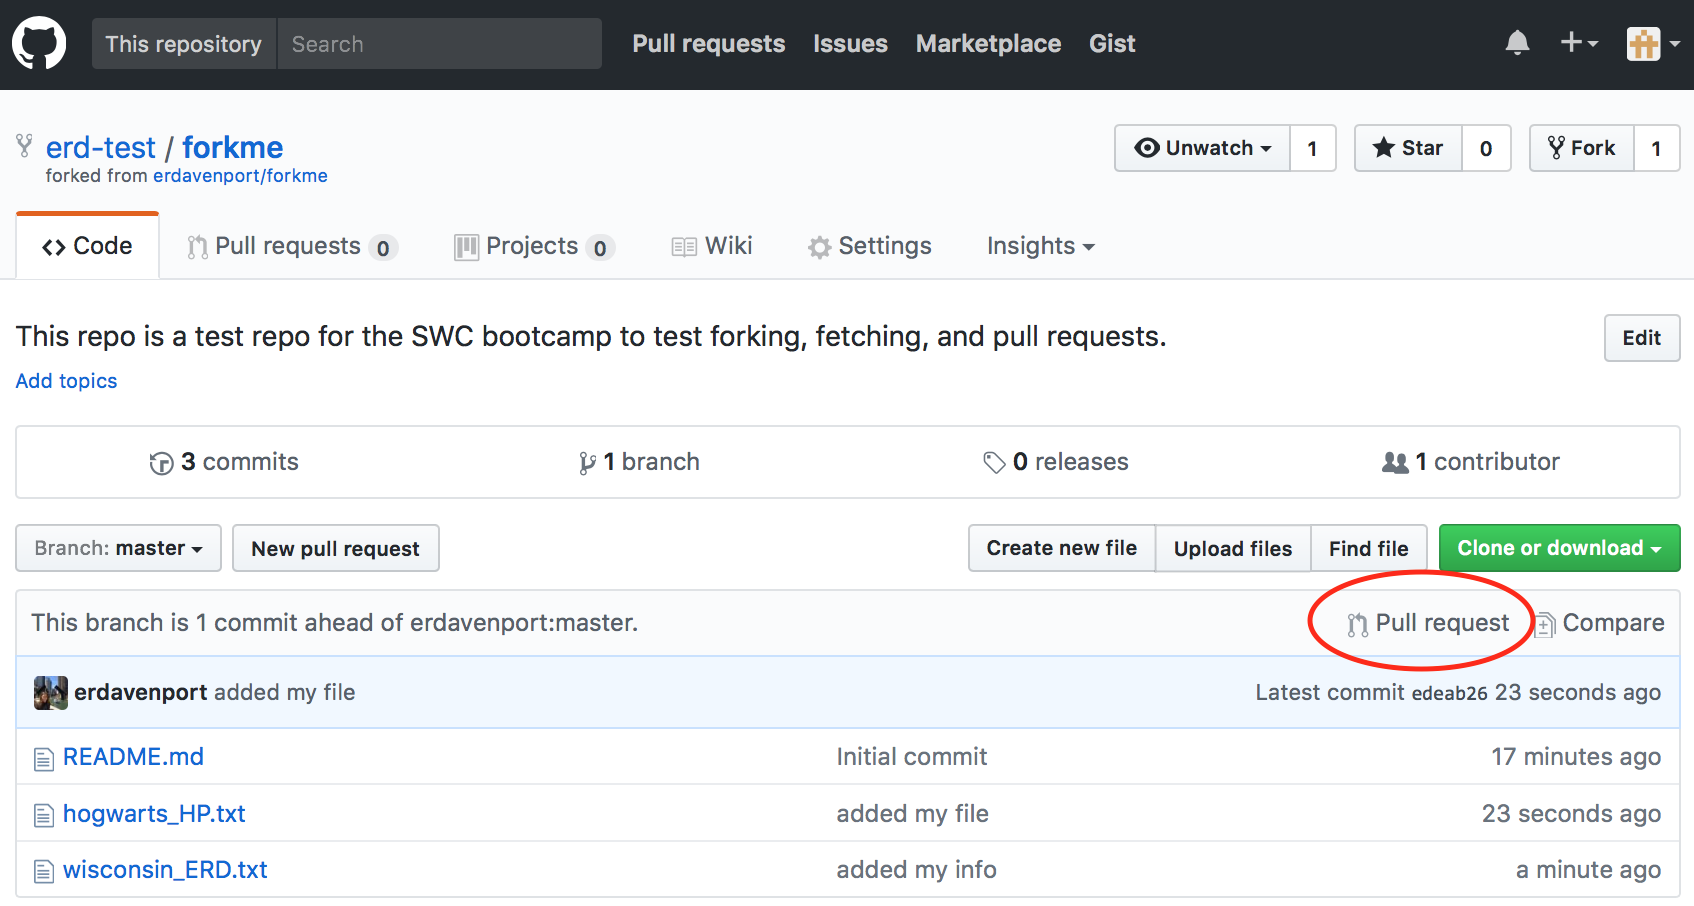 This repository Search Pull requests Issues Marketplace Gist
erd-test / forkme Unwatch 1 Star 0 Fork 1
forked from erdavenport/forkme
Code Pull requests 0 Projects 0 Wiki Settings Insights
This repo is a test repo for the SWC bootcamp to test forking, fetching, and pull requests. Edit
Add topics
3 commits 1 branch 0 releases 1 contributor
Branch: master New pull request Create new file Upload files Find file Clone or download
This branch is 1 commit ahead of erdavenport:master. Pull request Compare
erdavenport added my file Latest commit edeab26 23 seconds ago
README.md Initial commit 17 minutes ago
hogwarts_HP.txt added my file 23 seconds ago
wisconsin_ERD.txt added my info a minute ago